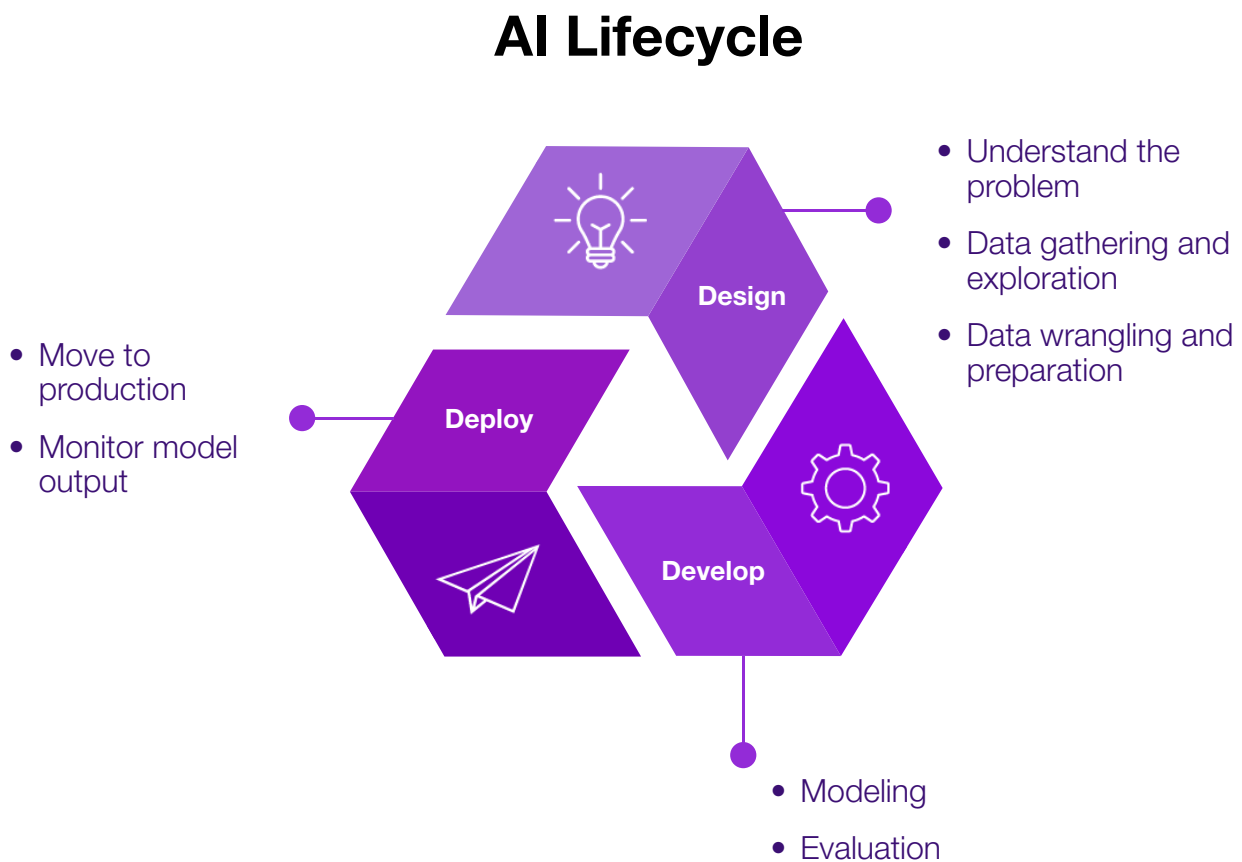 AI Lifecycle
Design
• Understand the
problem
• Data gathering and
exploration
• Data wrangling and
preparation
Develop
• Modeling
• Evaluation
Deploy
• Move to
production
• Monitor model
output